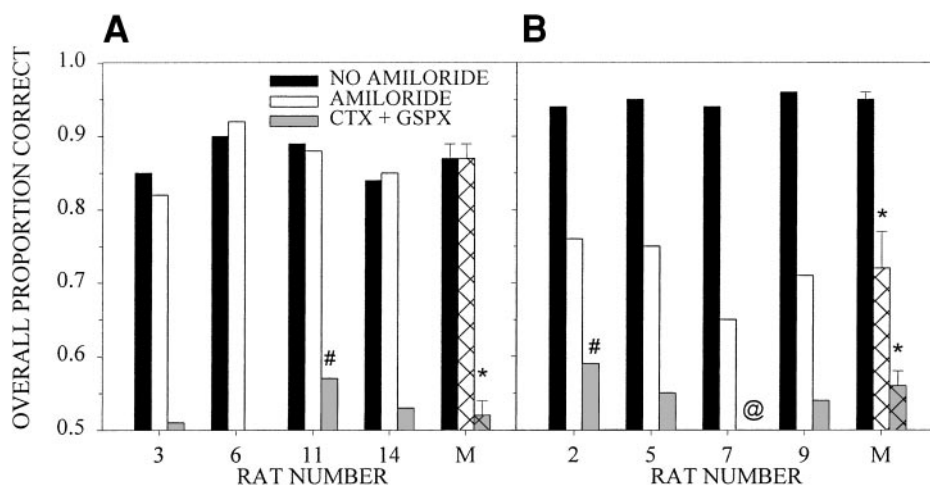 A
B
OVERALL PROPORTION CORRECT
1.0
0.9
0.8
0.7
0.6
0.5
NO AMILORIDE
AMILORIDE
CTX + GSPX
#
*
#
@
*
*
3 6 11 14 M
2 5 7 9 M
RAT NUMBER
RAT NUMBER